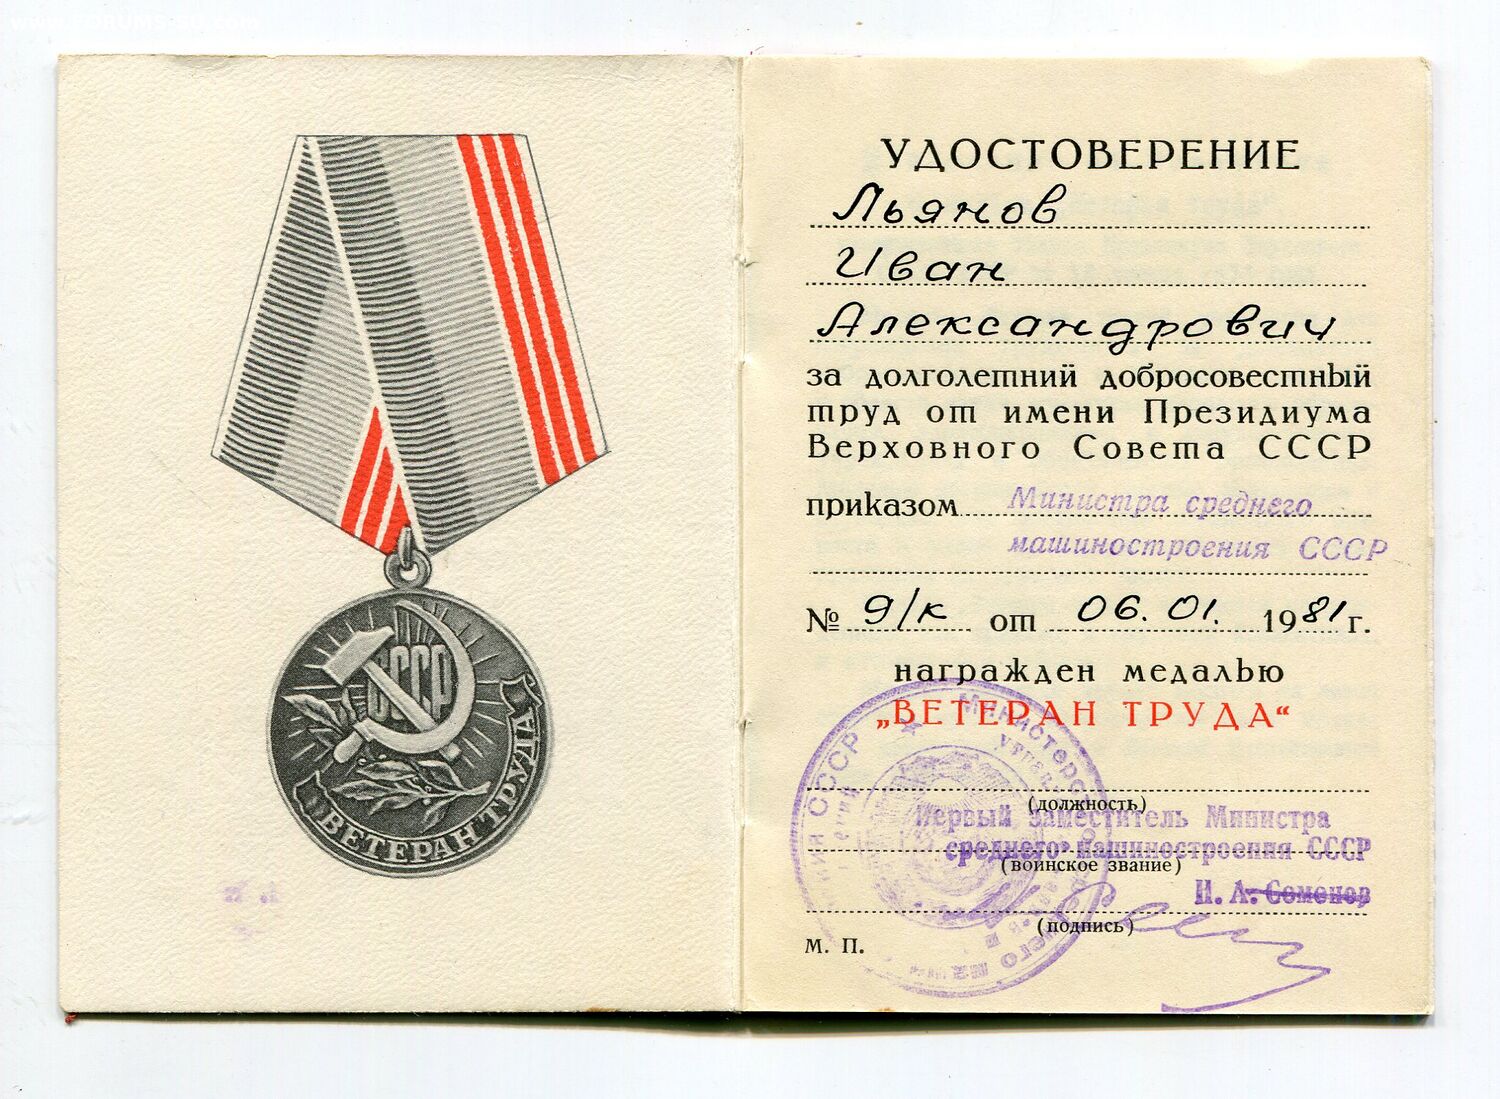 СССР
ВЕТЕРАН ТРУДА
УДОСТОВЕРЕНИЕ
Льянов
Иван
Александрович
за долголетний добросовестный
труд от имени Президиума
Верховного Совета СССР
приказом Министра среднего
машиностроения СССР
№ 9/к от 06.01. 1981 г.
награжден медалью
„ВЕТЕРАН ТРУДА“
(должность)
Первый заместитель Министра
среднего машиностроения СССР
(воинское звание)
И. А. Семенов
(подпись)
М. П.